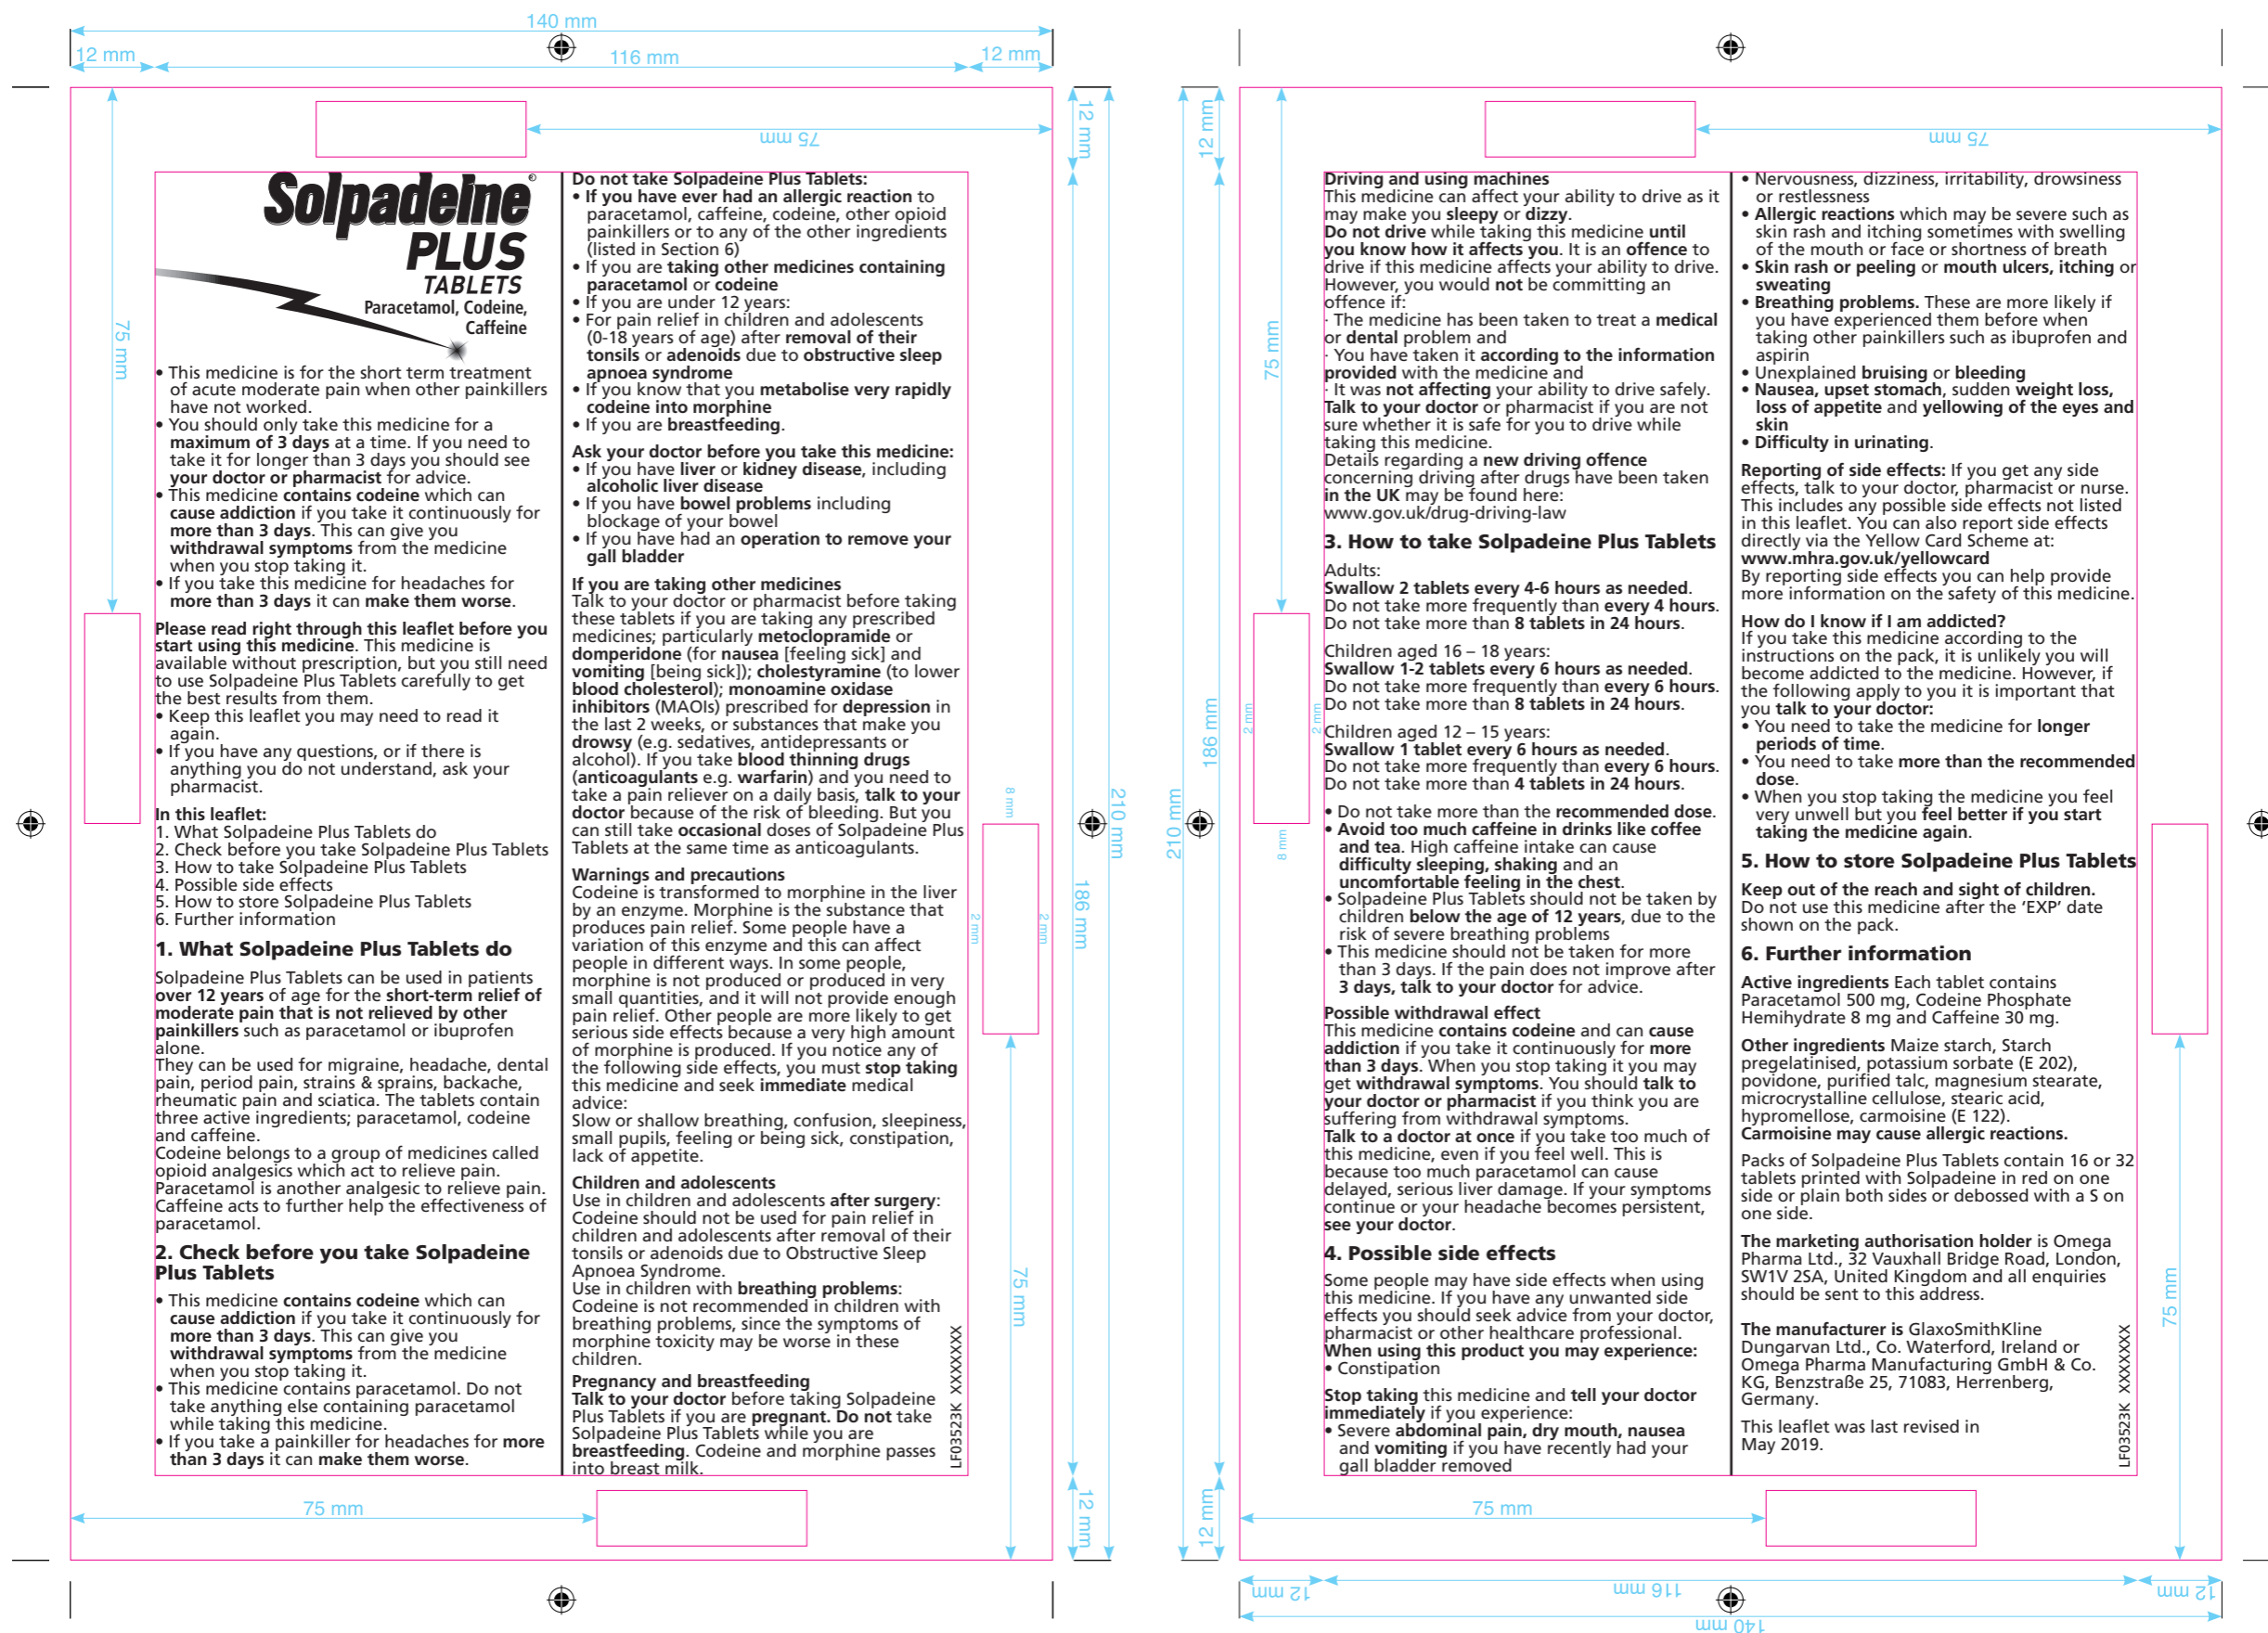 140 mm
12 mm
116 mm
12 mm
75 mm
12 mm
75 mm
Solpadeine®
PLUS
TABLETS
Paracetamol, Codeine,
Caffeine
• This medicine is for the short term treatment
of acute moderate pain when other painkillers
have not worked.
• You should only take this medicine for a
maximum of 3 days at a time. If you need to
take it for longer than 3 days you should see
your doctor or pharmacist for advice.
• This medicine contains codeine which can
cause addiction if you take it continuously for
more than 3 days. This can give you
withdrawal symptoms from the medicine
when you stop taking it.
• If you take this medicine for headaches for
more than 3 days it can make them worse.
Please read right through this leaflet before you
start using this medicine. This medicine is
available without prescription, but you still need
to use Solpadeine Plus Tablets carefully to get
the best results from them.
• Keep this leaflet you may need to read it
again.
• If you have any questions, or if there is
anything you do not understand, ask your
pharmacist.
In this leaflet:
1. What Solpadeine Plus Tablets do
2. Check before you take Solpadeine Plus Tablets
3. How to take Solpadeine Plus Tablets
4. Possible side effects
5. How to store Solpadeine Plus Tablets
6. Further information
1. What Solpadeine Plus Tablets do
Solpadeine Plus Tablets can be used in patients
over 12 years of age for the short-term relief of
moderate pain that is not relieved by other
painkillers such as paracetamol or ibuprofen
alone.
They can be used for migraine, headache, dental
pain, period pain, strains & sprains, backache,
rheumatic pain and sciatica. The tablets contain
three active ingredients; paracetamol, codeine
and caffeine.
Codeine belongs to a group of medicines called
opioid analgesics which act to relieve pain.
Paracetamol is another analgesic to relieve pain.
Caffeine acts to further help the effectiveness of
paracetamol.
2. Check before you take Solpadeine
Plus Tablets
• This medicine contains codeine which can
cause addiction if you take it continuously for
more than 3 days. This can give you
withdrawal symptoms from the medicine
when you stop taking it.
• This medicine contains paracetamol. Do not
take anything else containing paracetamol
while taking this medicine.
• If you take a painkiller for headaches for more
than 3 days it can make them worse.
Do not take Solpadeine Plus Tablets:
• If you have ever had an allergic reaction to
paracetamol, caffeine, codeine, other opioid
painkillers or to any of the other ingredients
(listed in Section 6)
• If you are taking other medicines containing
paracetamol or codeine
• If you are under 12 years:
• For pain relief in children and adolescents
(0-18 years of age) after removal of their
tonsils or adenoids due to obstructive sleep
apnoea syndrome
• If you know that you metabolise very rapidly
codeine into morphine
• If you are breastfeeding.
Ask your doctor before you take this medicine:
• If you have liver or kidney disease, including
alcoholic liver disease
• If you have bowel problems including
blockage of your bowel
• If you have had an operation to remove your
gall bladder
If you are taking other medicines
Talk to your doctor or pharmacist before taking
these tablets if you are taking any prescribed
medicines; particularly metoclopramide or
domperidone (for nausea [feeling sick] and
vomiting [being sick]); cholestyramine (to lower
blood cholesterol); monoamine oxidase
inhibitors (MAOIs) prescribed for depression in
the last 2 weeks, or substances that make you
drowsy (e.g. sedatives, antidepressants or
alcohol). If you take blood thinning drugs
(anticoagulants e.g. warfarin) and you need to
take a pain reliever on a daily basis, talk to your
doctor because of the risk of bleeding. But you
can still take occasional doses of Solpadeine Plus
Tablets at the same time as anticoagulants.
Warnings and precautions
Codeine is transformed to morphine in the liver
by an enzyme. Morphine is the substance that
produces pain relief. Some people have a
variation of this enzyme and this can affect
people in different ways. In some people,
morphine is not produced or produced in very
small quantities, and it will not provide enough
pain relief. Other people are more likely to get
serious side effects because a very high amount
of morphine is produced. If you notice any of
the following side effects, you must stop taking
this medicine and seek immediate medical
advice:
Slow or shallow breathing, confusion, sleepiness,
small pupils, feeling or being sick, constipation,
lack of appetite.
Children and adolescents
Use in children and adolescents after surgery:
Codeine should not be used for pain relief in
children and adolescents after removal of their
tonsils or adenoids due to Obstructive Sleep
Apnoea Syndrome.
Use in children with breathing problems:
Codeine is not recommended in children with
breathing problems, since the symptoms of
morphine toxicity may be worse in these
children.
Pregnancy and breastfeeding
Talk to your doctor before taking Solpadeine
Plus Tablets if you are pregnant. Do not take
Solpadeine Plus Tablets while you are
breastfeeding. Codeine and morphine passes
into breast milk.
LF03523K XXXXXXX
8 mm
2 mm
2 mm
186 mm
210 mm
75 mm
75 mm
12 mm
12 mm
75 mm
75 mm
210 mm
186 mm
2 mm
2 mm
8 mm
Driving and using machines
This medicine can affect your ability to drive as it
may make you sleepy or dizzy.
Do not drive while taking this medicine until
you know how it affects you. It is an offence to
drive if this medicine affects your ability to drive.
However, you would not be committing an
offence if:
· The medicine has been taken to treat a medical
or dental problem and
· You have taken it according to the information
provided with the medicine and
· It was not affecting your ability to drive safely.
Talk to your doctor or pharmacist if you are not
sure whether it is safe for you to drive while
taking this medicine.
Details regarding a new driving offence
concerning driving after drugs have been taken
in the UK may be found here:
www.gov.uk/drug-driving-law
3. How to take Solpadeine Plus Tablets
Adults:
Swallow 2 tablets every 4-6 hours as needed.
Do not take more frequently than every 4 hours.
Do not take more than 8 tablets in 24 hours.
Children aged 16 – 18 years:
Swallow 1-2 tablets every 6 hours as needed.
Do not take more frequently than every 6 hours.
Do not take more than 8 tablets in 24 hours.
Children aged 12 – 15 years:
Swallow 1 tablet every 6 hours as needed.
Do not take more frequently than every 6 hours.
Do not take more than 4 tablets in 24 hours.
• Do not take more than the recommended dose.
• Avoid too much caffeine in drinks like coffee
and tea. High caffeine intake can cause
difficulty sleeping, shaking and an
uncomfortable feeling in the chest.
• Solpadeine Plus Tablets should not be taken by
children below the age of 12 years, due to the
risk of severe breathing problems
• This medicine should not be taken for more
than 3 days. If the pain does not improve after
3 days, talk to your doctor for advice.
Possible withdrawal effect
This medicine contains codeine and can cause
addiction if you take it continuously for more
than 3 days. When you stop taking it you may
get withdrawal symptoms. You should talk to
your doctor or pharmacist if you think you are
suffering from withdrawal symptoms.
Talk to a doctor at once if you take too much of
this medicine, even if you feel well. This is
because too much paracetamol can cause
delayed, serious liver damage. If your symptoms
continue or your headache becomes persistent,
see your doctor.
4. Possible side effects
Some people may have side effects when using
this medicine. If you have any unwanted side
effects you should seek advice from your doctor,
pharmacist or other healthcare professional.
When using this product you may experience:
• Constipation
Stop taking this medicine and tell your doctor
immediately if you experience:
• Severe abdominal pain, dry mouth, nausea
and vomiting if you have recently had your
gall bladder removed
• Nervousness, dizziness, irritability, drowsiness
or restlessness
• Allergic reactions which may be severe such as
skin rash and itching sometimes with swelling
of the mouth or face or shortness of breath
• Skin rash or peeling or mouth ulcers, itching or
sweating
• Breathing problems. These are more likely if
you have experienced them before when
taking other painkillers such as ibuprofen and
aspirin
• Unexplained bruising or bleeding
• Nausea, upset stomach, sudden weight loss,
loss of appetite and yellowing of the eyes and
skin
• Difficulty in urinating.
Reporting of side effects: If you get any side
effects, talk to your doctor, pharmacist or nurse.
This includes any possible side effects not listed
in this leaflet. You can also report side effects
directly via the Yellow Card Scheme at:
www.mhra.gov.uk/yellowcard
By reporting side effects you can help provide
more information on the safety of this medicine.
How do I know if I am addicted?
If you take this medicine according to the
instructions on the pack, it is unlikely you will
become addicted to the medicine. However, if
the following apply to you it is important that
you talk to your doctor:
• You need to take the medicine for longer
periods of time.
• You need to take more than the recommended
dose.
• When you stop taking the medicine you feel
very unwell but you feel better if you start
taking the medicine again.
5. How to store Solpadeine Plus Tablets
Keep out of the reach and sight of children.
Do not use this medicine after the ‘EXP’ date
shown on the pack.
6. Further information
Active ingredients Each tablet contains
Paracetamol 500 mg, Codeine Phosphate
Hemihydrate 8 mg and Caffeine 30 mg.
Other ingredients Maize starch, Starch
pregelatinised, potassium sorbate (E 202),
povidone, purified talc, magnesium stearate,
microcrystalline cellulose, stearic acid,
hypromellose, carmoisine (E 122).
Carmoisine may cause allergic reactions.
Packs of Solpadeine Plus Tablets contain 16 or 32
tablets printed with Solpadeine in red on one
side or plain both sides or debossed with a S on
one side.
The marketing authorisation holder is Omega
Pharma Ltd., 32 Vauxhall Bridge Road, London,
SW1V 2SA, United Kingdom and all enquiries
should be sent to this address.
The manufacturer is GlaxoSmithKline
Dungarvan Ltd., Co. Waterford, Ireland or
Omega Pharma Manufacturing GmbH & Co.
KG, Benzstraße 25, 71083, Herrenberg,
Germany.
This leaflet was last revised in
May 2019.
LF03523K XXXXXXX
75 mm
75 mm
12 mm
12 mm
116 mm
12 mm
140 mm